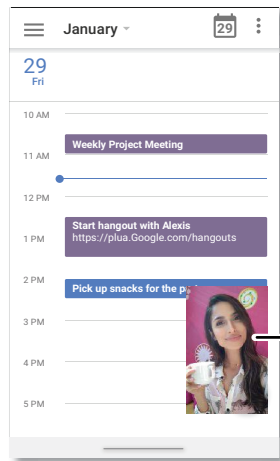 January
29
29
Fri
10 AM
Weekly Project Meeting
11 AM
12 PM
Start hangout with Alexis
https://plua.Google.com/hangouts
1 PM
2 PM
Pick up snacks for the
3 PM
4 PM
5 PM